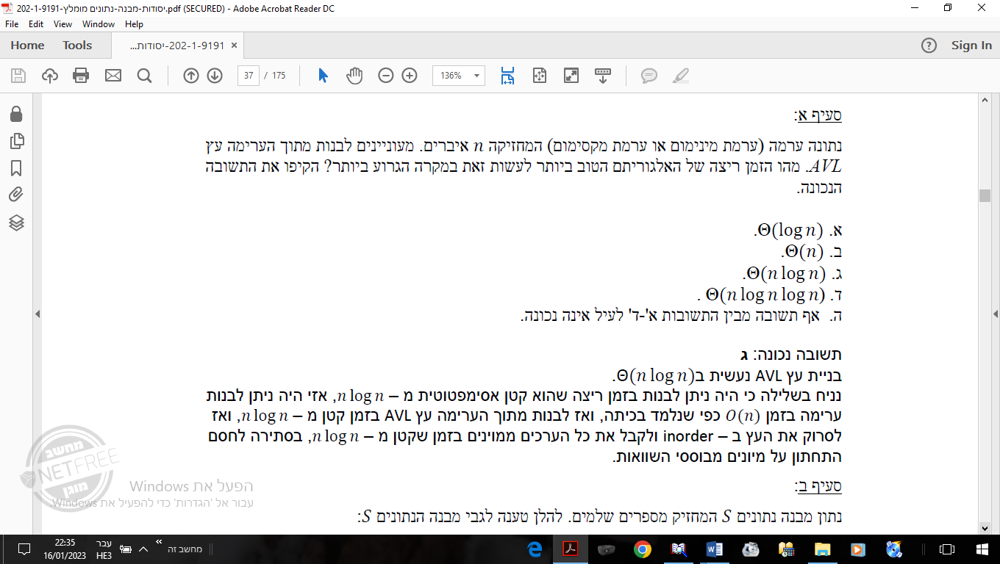 202-1-9191-יסודות-מבנה-נתונים מומלץ.pdf (SECURED) - Adobe Acrobat Reader DC
File Edit View Window Help
Home Tools 202-1-9191-יסודות... × Sign In
37 / 175 136%
סעיף א:
נתונה ערמה (ערמת מינימום או ערמת מקסימום) המחזיקה n איברים. מעוניינים לבנות מתוך הערימה עץ
AVL. מהו הזמן ריצה של האלגוריתם הטוב ביותר לעשות זאת במקרה הגרוע ביותר? הקיפו את התשובה
הנכונה.
א. Θ(log n).
ב. Θ(n).
ג. Θ(n log n).
ד. Θ(n log n log n) .
ה. אף תשובה מבין התשובות א'-ד' לעיל אינה נכונה.
תשובה נכונה: ג
בניית עץ AVL נעשית ב Θ(n log n).
נניח בשלילה כי היה ניתן לבנות בזמן ריצה שהוא קטן אסימפטוטית מ – n log n, אזי היה ניתן לבנות
ערימה בזמן O(n) כפי שנלמד בכיתה, ואז לבנות מתוך הערימה עץ AVL בזמן קטן מ – n log n, ואז
לסרוק את העץ ב – inorder ולקבל את כל הערכים ממוינים בזמן שקטן מ – n log n, בסתירה לחסם
התחתון על מיונים מבוססי השוואות.
סעיף ב:
נתון מבנה נתונים S המחזיק מספרים שלמים. להלן טענה לגבי מבנה הנתונים S:
מחשב
NETFREE
מוגן
הפעל את Windows
עבור אל 'הגדרות' כדי להפעיל את Windows.
22:35
16/01/2023
עבר
HE3
מחשב זה